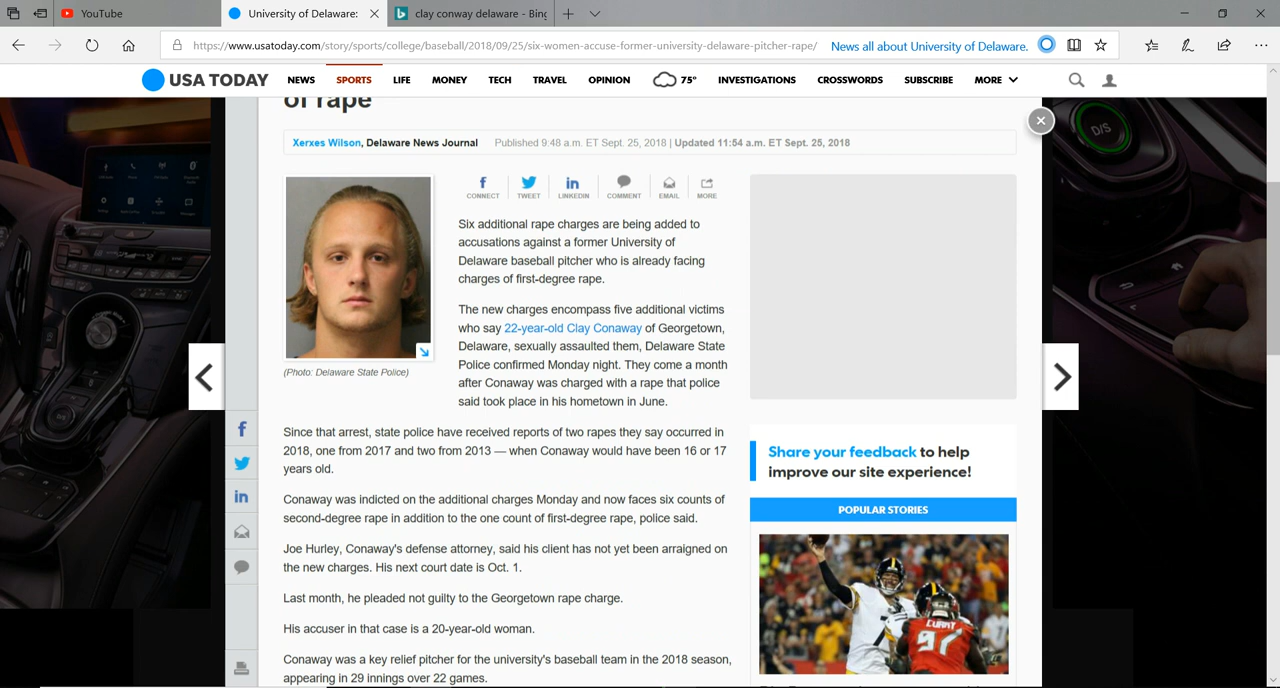 YouTube
University of Delaware:
clay conway delaware - Bing
https://www.usatoday.com/story/sports/college/baseball/2018/09/25/six-women-accuse-former-university-delaware-pitcher-rape/
News all about University of Delaware.
USA TODAY
NEWS
SPORTS
LIFE
MONEY
TECH
TRAVEL
OPINION
75°
INVESTIGATIONS
CROSSWORDS
SUBSCRIBE
MORE
of rape
Xerxes Wilson, Delaware News Journal
Published 9:48 a.m. ET Sept. 25, 2018 | Updated 11:54 a.m. ET Sept. 25, 2018
CONNECT
TWEET
LINKEDIN
COMMENT
EMAIL
MORE
(Photo: Delaware State Police)
Six additional rape charges are being added to
accusations against a former University of
Delaware baseball pitcher who is already facing
charges of first-degree rape.
The new charges encompass five additional victims
who say 22-year-old Clay Conaway of Georgetown,
Delaware, sexually assaulted them, Delaware State
Police confirmed Monday night. They come a month
after Conaway was charged with a rape that police
said took place in his hometown in June.
Since that arrest, state police have received reports of two rapes they say occurred in
2018, one from 2017 and two from 2013 — when Conaway would have been 16 or 17
years old.
Conaway was indicted on the additional charges Monday and now faces six counts of
second-degree rape in addition to the one count of first-degree rape, police said.
Joe Hurley, Conaway's defense attorney, said his client has not yet been arraigned on
the new charges. His next court date is Oct. 1.
Last month, he pleaded not guilty to the Georgetown rape charge.
His accuser in that case is a 20-year-old woman.
Conaway was a key relief pitcher for the university's baseball team in the 2018 season,
appearing in 29 innings over 22 games.
Share your feedback to help
improve our site experience!
POPULAR STORIES
7
97
D/S